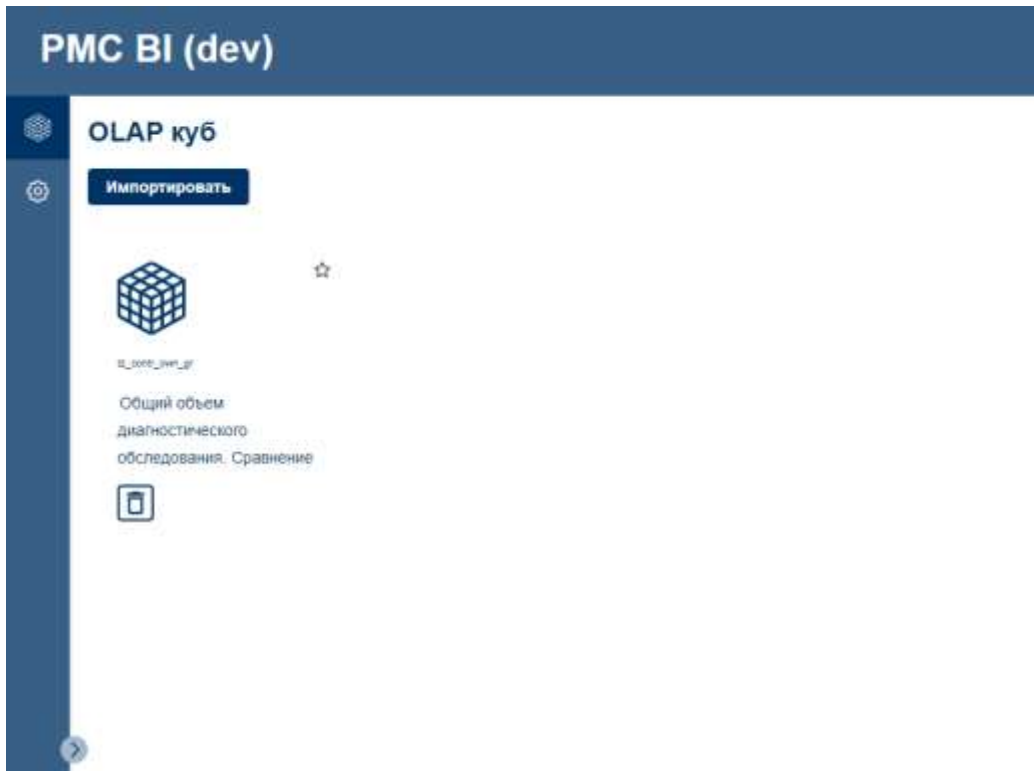 PMC BI (dev)
OLAP куб
Импортировать
Общий объем
диагностического
обследования. Сравнение